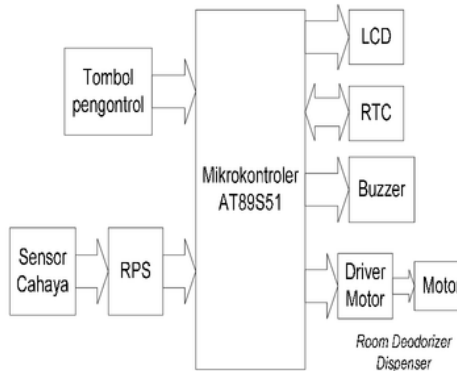 Tombol
pengontrol
Sensor
Cahaya
RPS
Mikrokontroler
AT89S51
LCD
RTC
Buzzer
Driver
Motor
Motor
Room Deodorizer
Dispenser